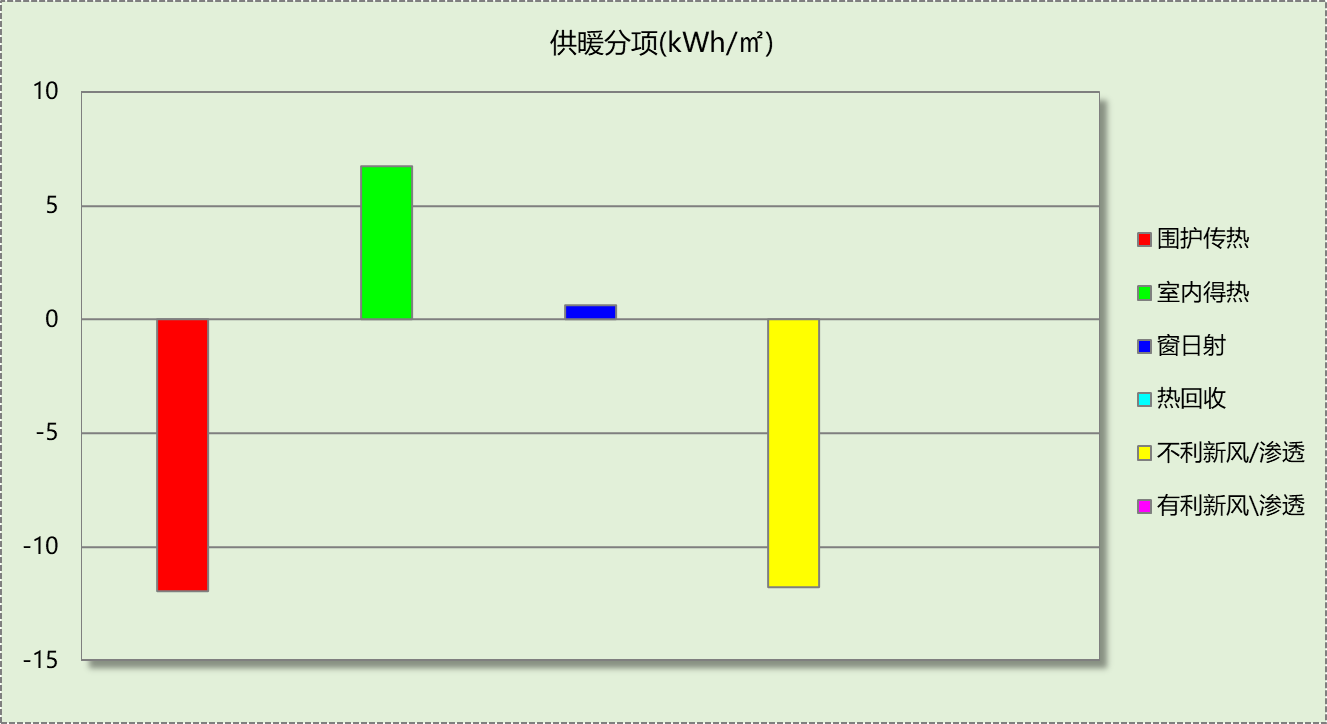 供暖分项(kWh/㎡)
10
5
0
-5
-10
-15
围护传热
室内得热
窗日射
热回收
不利新风/渗透
有利新风\渗透